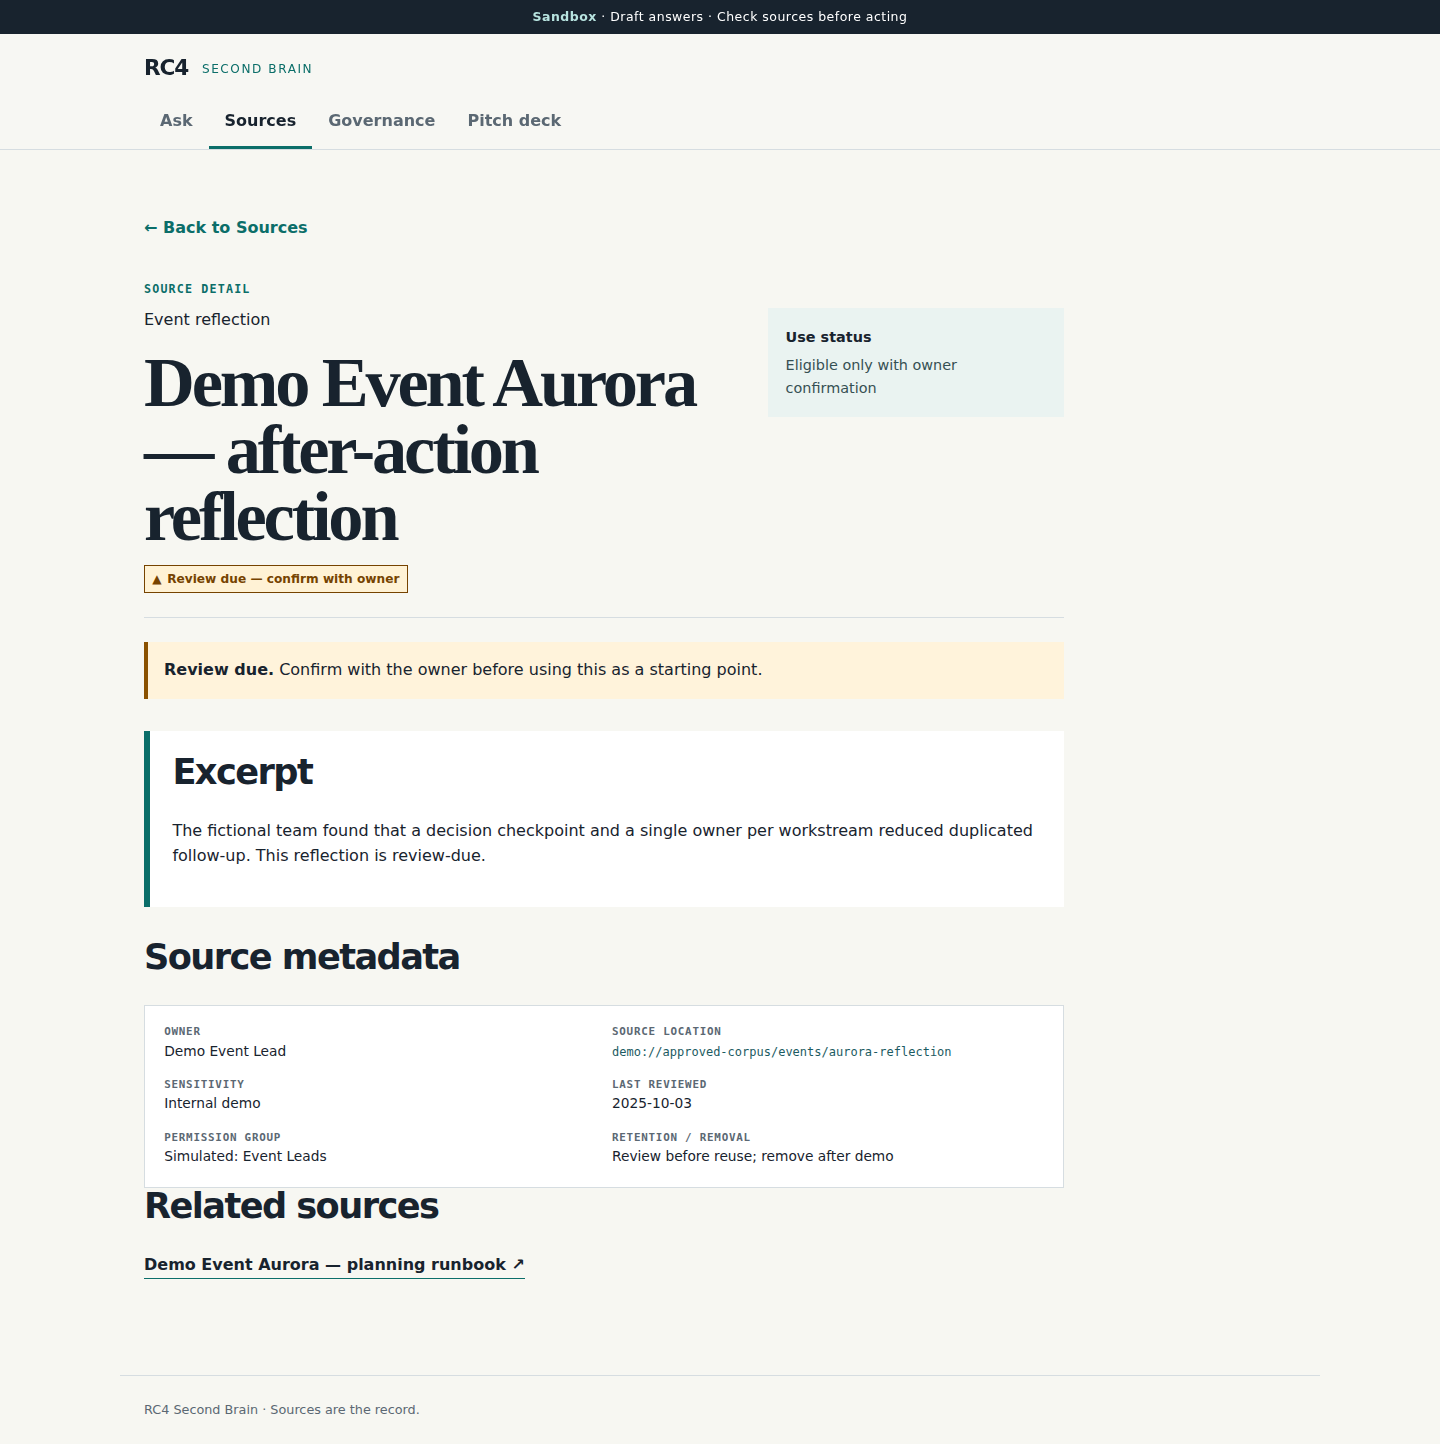 Sandbox · Draft answers · Check sources before acting
RC4 SECOND BRAIN
Ask Sources Governance Pitch deck
← Back to Sources
SOURCE DETAIL
Event reflection
Demo Event Aurora
— after-action
reflection
▲ Review due — confirm with owner
Use status
Eligible only with owner
confirmation
Review due. Confirm with the owner before using this as a starting point.
Excerpt
The fictional team found that a decision checkpoint and a single owner per workstream reduced duplicated
follow-up. This reflection is review-due.
Source metadata
OWNER
Demo Event Lead
SOURCE LOCATION
demo://approved-corpus/events/aurora-reflection
SENSITIVITY
Internal demo
LAST REVIEWED
2025-10-03
PERMISSION GROUP
Simulated: Event Leads
RETENTION / REMOVAL
Review before reuse; remove after demo
Related sources
Demo Event Aurora — planning runbook ↗
RC4 Second Brain · Sources are the record.